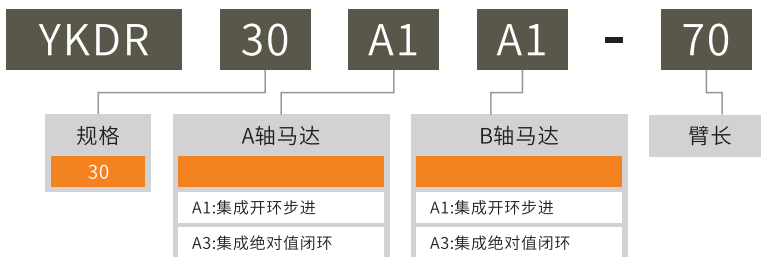 YKDR 30 A1 A1 - 70
规格 A轴马达 B轴马达 臂长
30
A1:集成开环步进 A1:集成开环步进
A3:集成绝对值闭环 A3:集成绝对值闭环